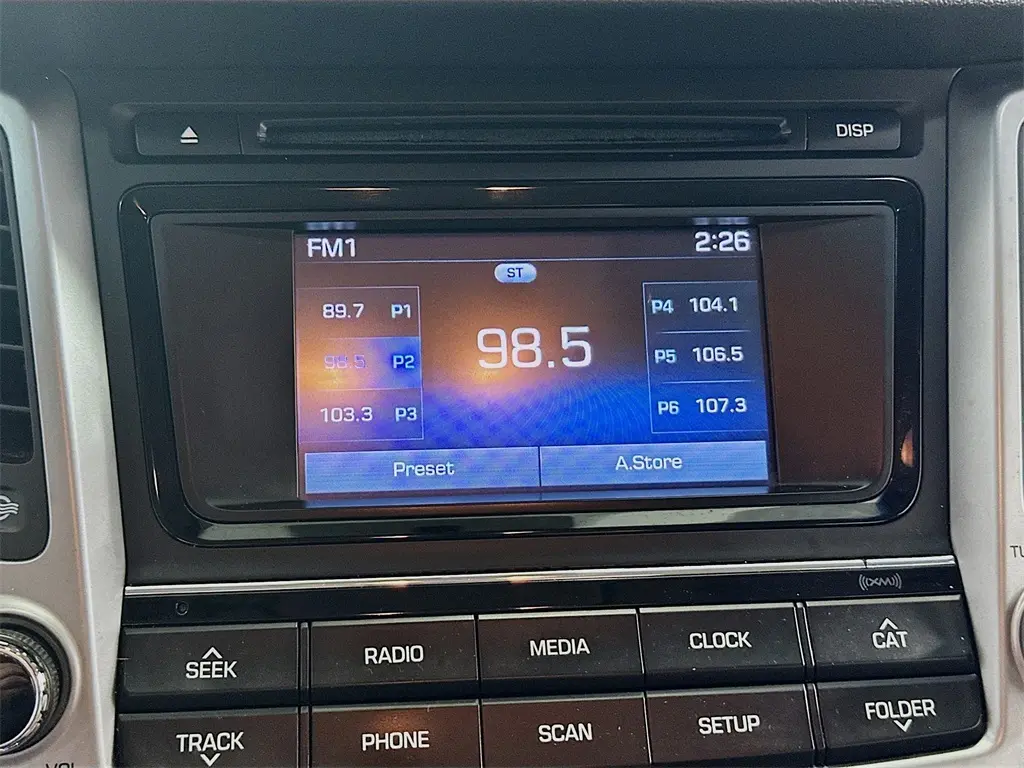 DISP
FM1 2:26
ST
89.7 P1
98.5 P2
103.3 P3
98.5
P4 104.1
P5 106.5
P6 107.3
Preset A.Store
((XM))
SEEK RADIO MEDIA CLOCK CAT
TRACK PHONE SCAN SETUP FOLDER
VOL
TU